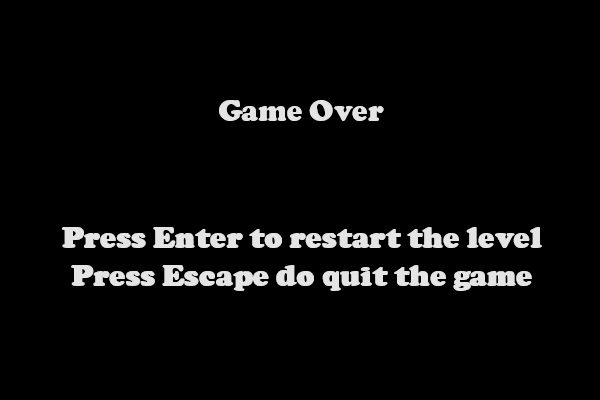 Game Over
Press Enter to restart the level
Press Escape do quit the game